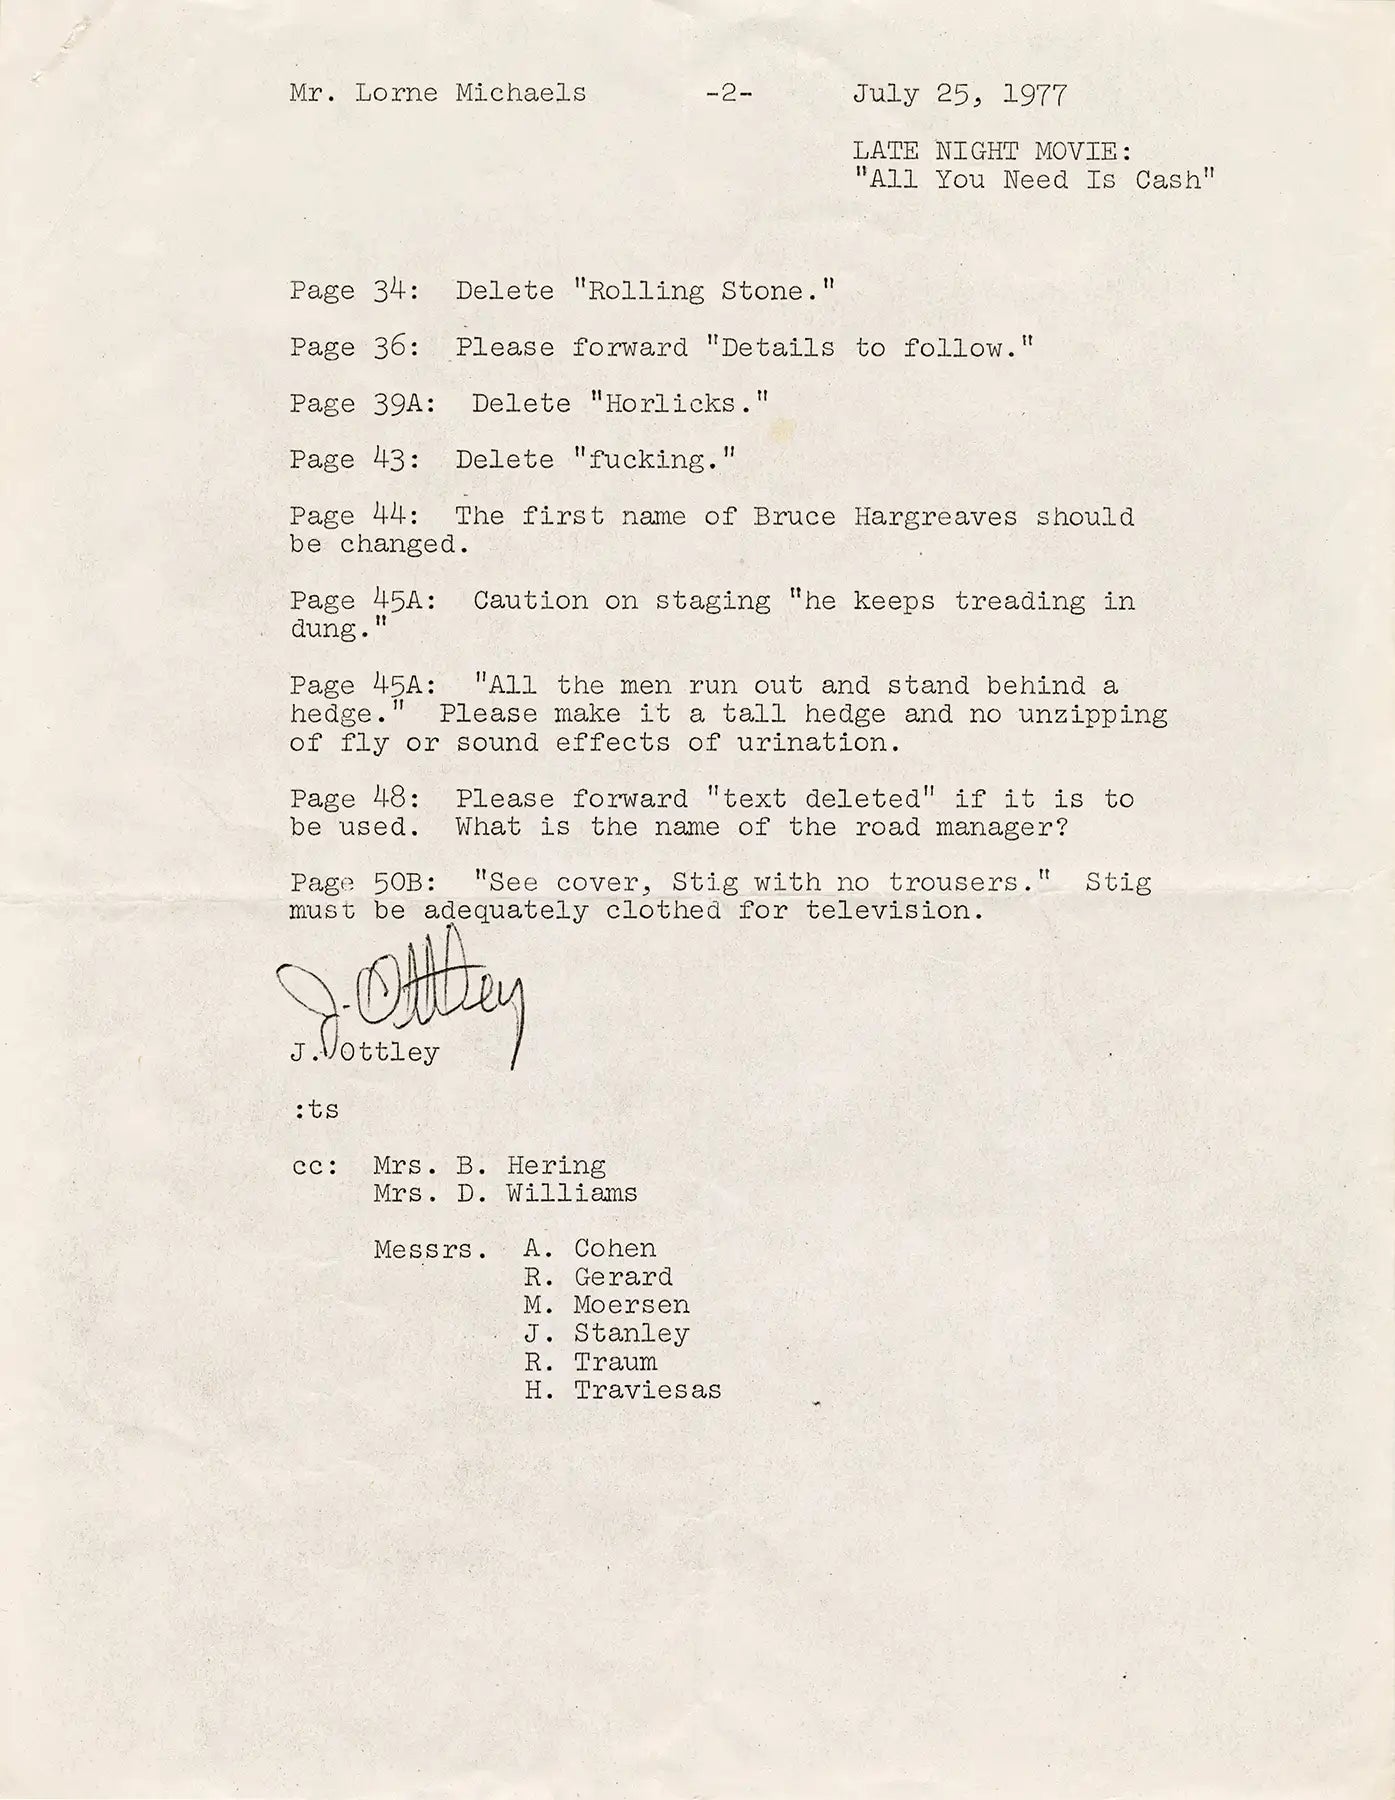 Mr. Lorne Michaels -2- July 25, 1977
LATE NIGHT MOVIE:
"All You Need Is Cash"
Page 34: Delete "Rolling Stone."
Page 36: Please forward "Details to follow."
Page 39A: Delete "Horlicks."
Page 43: Delete "fucking."
Page 44: The first name of Bruce Hargreaves should
be changed.
Page 45A: Caution on staging "he keeps treading in
dung."
Page 45A: "All the men run out and stand behind a
hedge." Please make it a tall hedge and no unzipping
of fly or sound effects of urination.
Page 48: Please forward "text deleted" if it is to
be used. What is the name of the road manager?
Page 50B: "See cover, Stig with no trousers." Stig
must be adequately clothed for television.
J. Ottley
J. Ottley
:ts
cc: Mrs. B. Hering
Mrs. D. Williams
Messrs. A. Cohen
R. Gerard
M. Moersen
J. Stanley
R. Traum
H. Traviesas